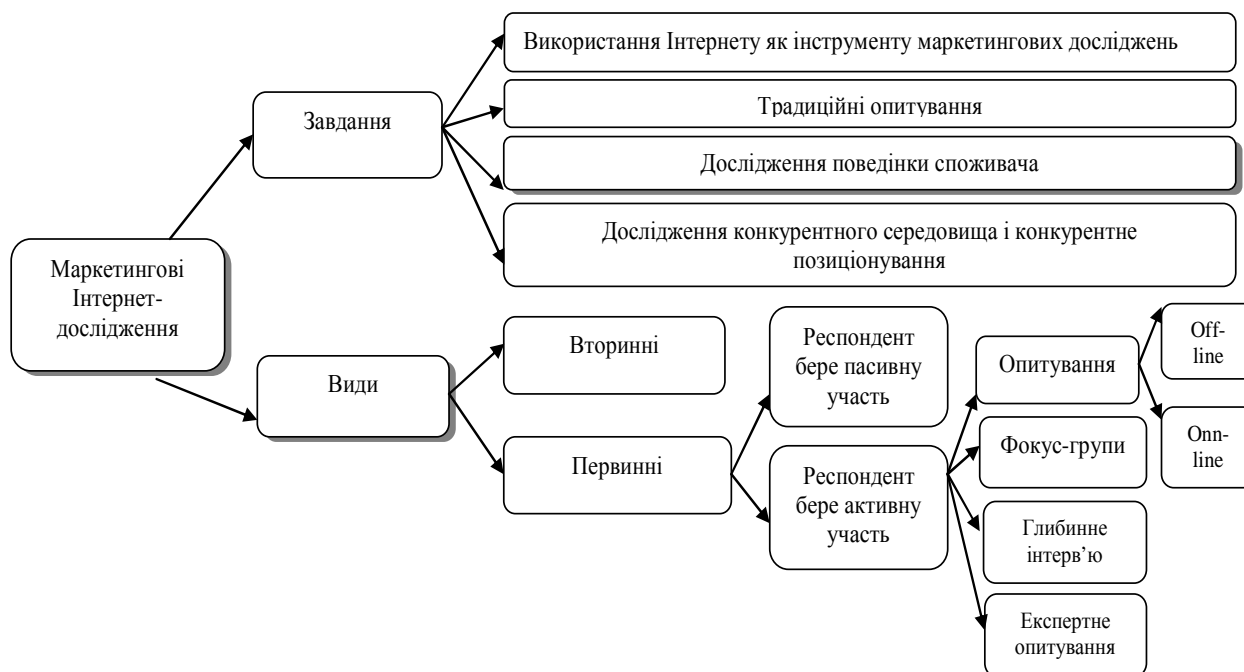 Використання Інтернету як інструменту маркетингових досліджень
Традиційні опитування
Завдання
Дослідження поведінки споживача
Дослідження конкурентного середовища і конкурентне
позиціонування
Маркетингові
Інтернет-
дослідження
Види
Вторинні
Первинні
Респондент
бере пасивну
участь
Респондент
бере активну
участь
Опитування
Фокус-групи
Глибинне
інтерв’ю
Експертне
опитування
Off-
line
Onn-
line